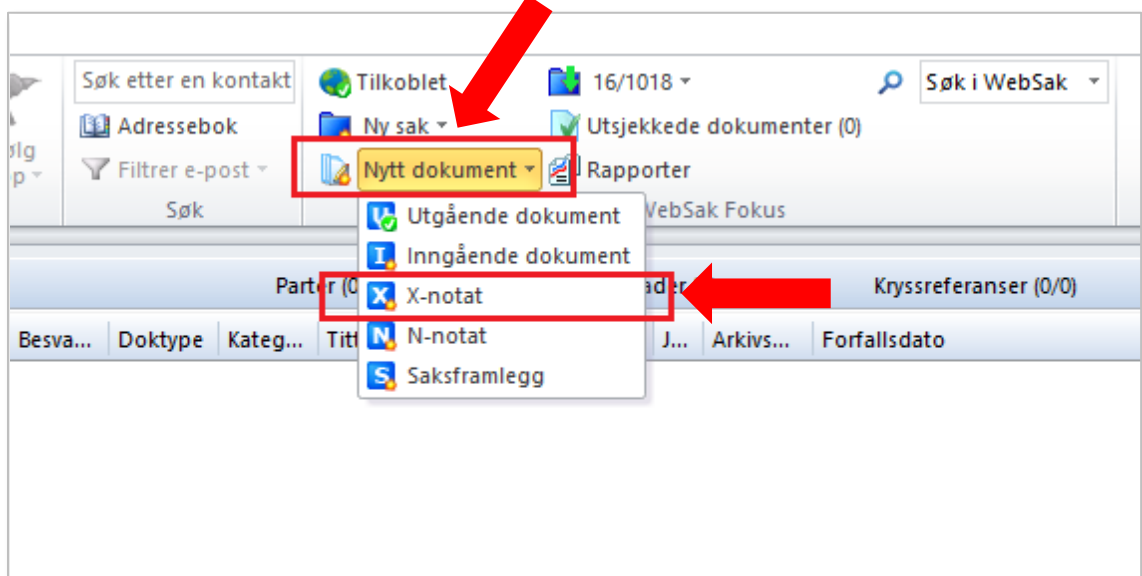 Søk etter en kontakt Tilkoblet 16/1018 Søk i WebSak
Adressebok Ny sak Utsjekkede dokumenter (0)
Filtrer e-post Nytt dokument Rapporter
Søk Fokus
Utgående dokument
Inngående dokument
X-notat
N-notat
Saksframlegg
Kryssreferanser (0/0)
Besva... Doktype Kateg... J... Arkivs... Forfallsdato